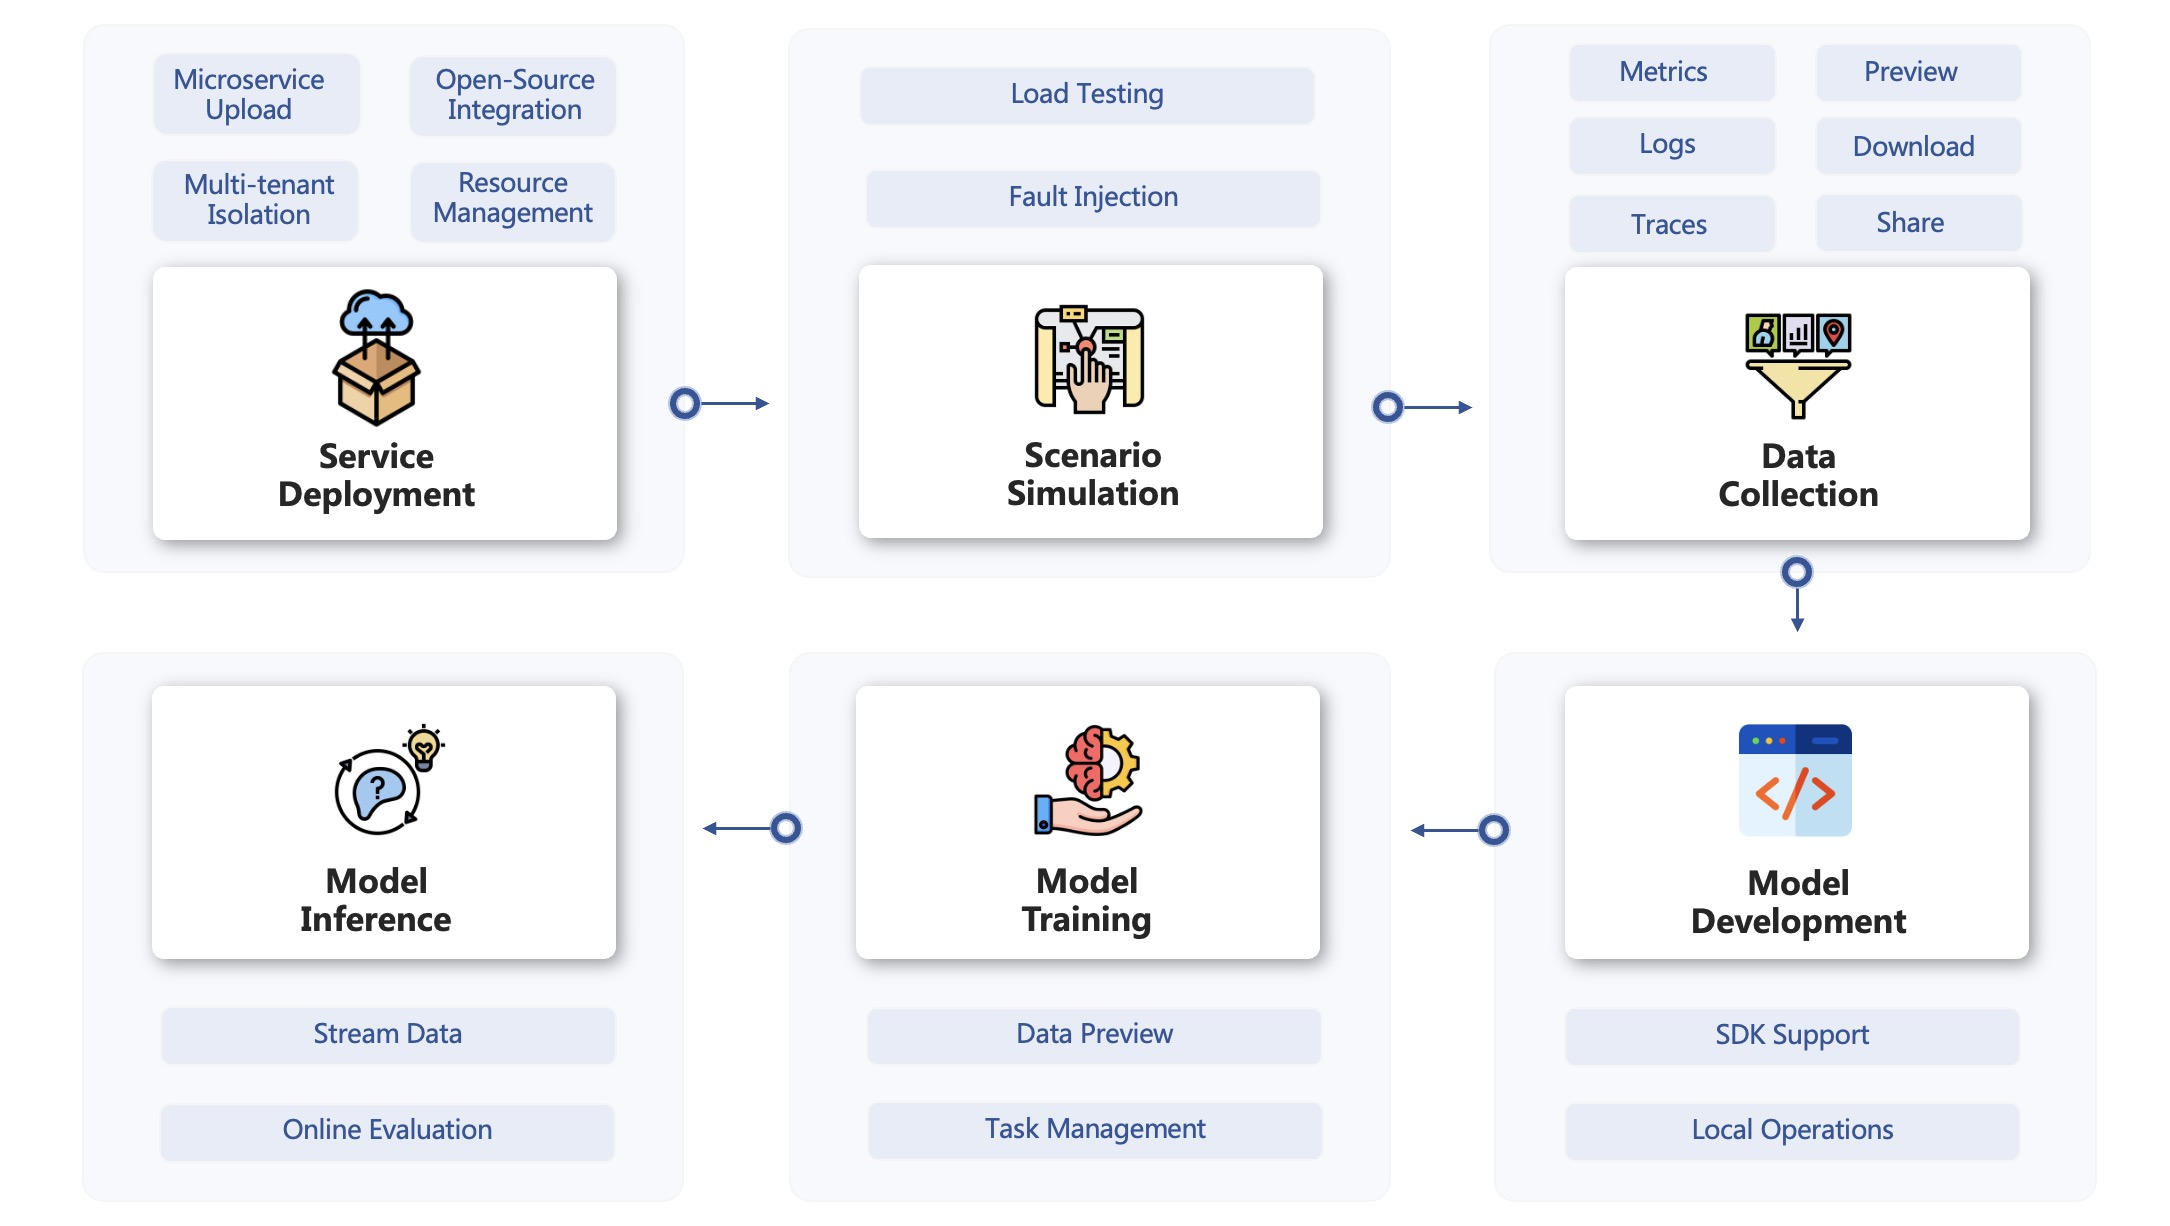 Microservice
Upload
Open-Source
Integration
Multi-tenant
Isolation
Resource
Management
Service
Deployment
Load Testing
Fault Injection
Scenario
Simulation
Metrics
Preview
Logs
Download
Traces
Share
Data
Collection
Model
Development
SDK Support
Local Operations
Model
Training
Data Preview
Task Management
Model
Inference
Stream Data
Online Evaluation